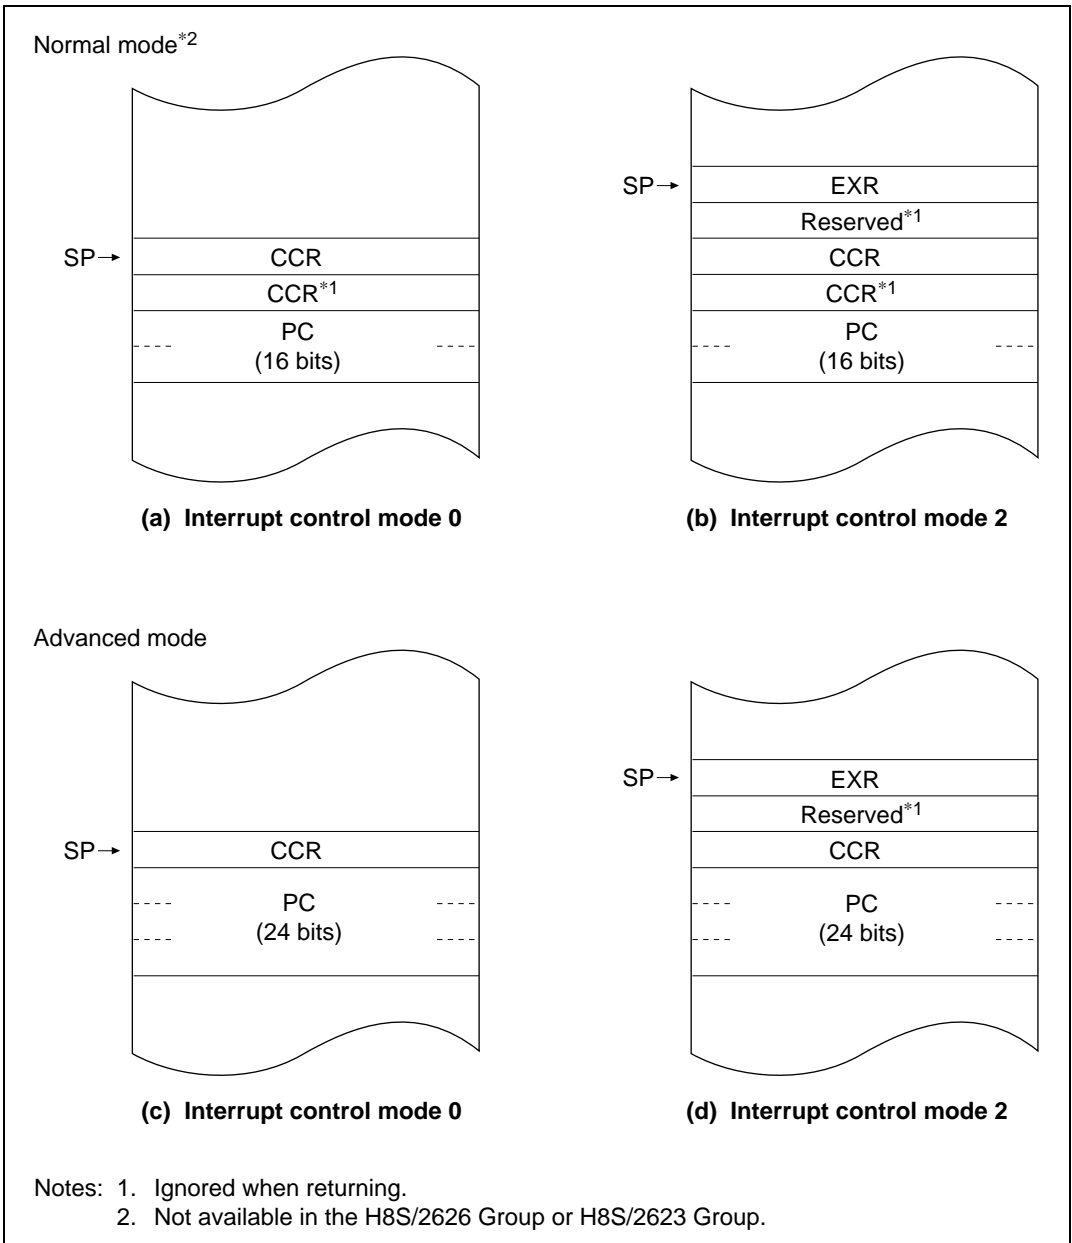 Normal mode*2
SP→ EXR
Reserved*1
SP→ CCR CCR
CCR*1 CCR*1
PC PC
(16 bits) (16 bits)
(a) Interrupt control mode 0 (b) Interrupt control mode 2
Advanced mode
SP→ EXR
Reserved*1
SP→ CCR CCR
PC PC
(24 bits) (24 bits)
(c) Interrupt control mode 0 (d) Interrupt control mode 2
Notes: 1. Ignored when returning.
2. Not available in the H8S/2626 Group or H8S/2623 Group.